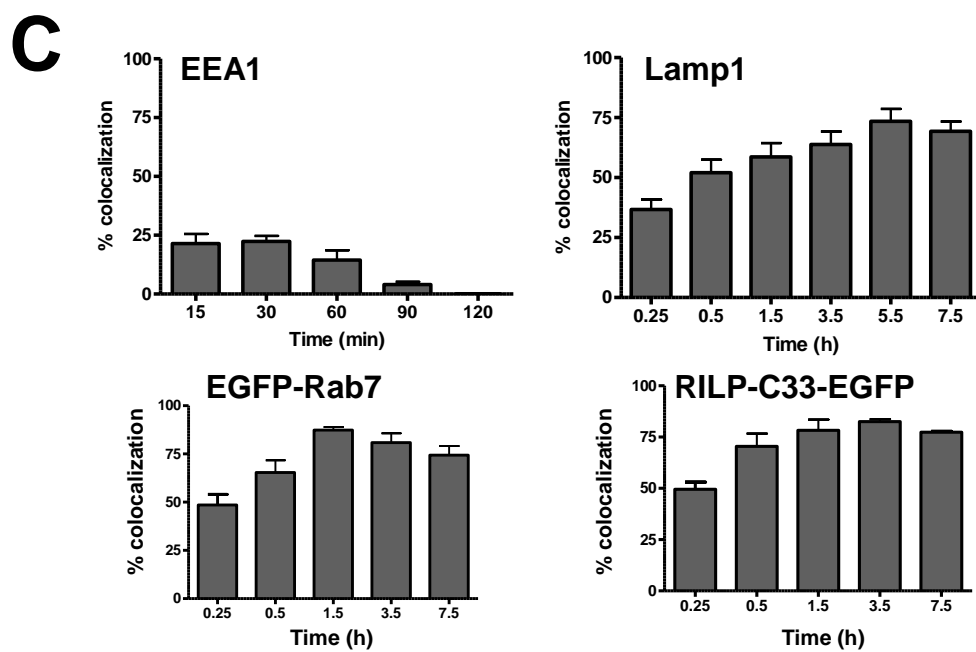 C
EEA1
% colocalization
100
75
50
25
0
15 30 60 90 120
Time (min)
Lamp1
% colocalization
100
75
50
25
0
0.25 0.5 1.5 3.5 5.5 7.5
Time (h)
EGFP-Rab7
% colocalization
100
75
50
25
0
0.25 0.5 1.5 3.5 7.5
Time (h)
RILP-C33-EGFP
% colocalization
100
75
50
25
0
0.25 0.5 1.5 3.5 7.5
Time (h)